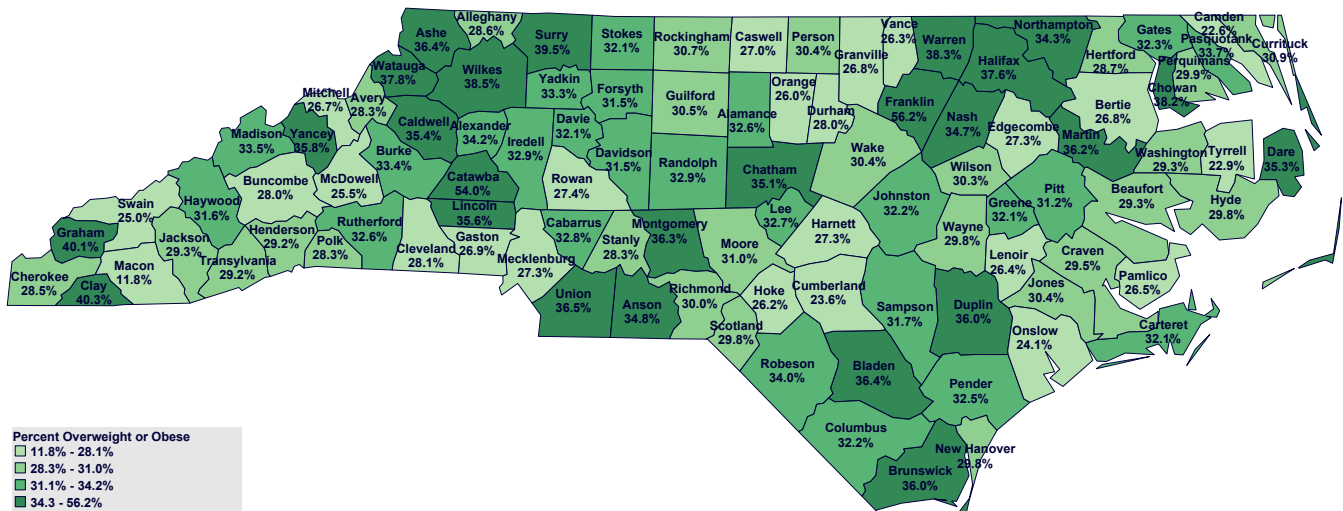 Alleghany
28.6%
Ashe
36.4%
Surry
39.5%
Stokes
32.1%
Rockingham
30.7%
Caswell
27.0%
Person
30.4%
Granville
26.8%
Vance
26.3%
Warren
38.3%
Northampton
34.3%
Halifax
37.6%
Hertford
28.7%
Gates
32.3%
Camden
22.6%
Pasquotank
33.7%
Currituck
30.9%
Perquimans
29.9%
Chowan
38.2%
Watauga
37.8%
Wilkes
38.5%
Yadkin
33.3%
Forsyth
31.5%
Guilford
30.5%
Alamance
32.6%
Orange
26.0%
Durham
28.0%
Franklin
56.2%
Nash
34.7%
Edgecombe
27.3%
Bertie
26.8%
Martin
36.2%
Mitchell
26.7%
Avery
28.3%
Caldwell
35.4%
Alexander
34.2%
Iredell
32.9%
Davie
32.1%
Davidson
31.5%
Randolph
32.9%
Chatham
35.1%
Wake
30.4%
Wilson
30.3%
Washington
29.3%
Tyrrell
22.9%
Dare
35.3%
Madison
33.5%
Yancey
35.8%
Burke
33.4%
McDowell
25.5%
Buncombe
28.0%
Catawba
54.0%
Lincoln
35.6%
Rowan
27.4%
Lee
32.7%
Johnston
32.2%
Greene
32.1%
Pitt
31.2%
Beaufort
29.3%
Hyde
29.8%
Swain
25.0%
Haywood
31.6%
Graham
40.1%
Jackson
29.3%
Henderson
29.2%
Transylvania
29.2%
Polk
28.3%
Rutherford
32.6%
Cleveland
28.1%
Gaston
26.9%
Mecklenburg
27.3%
Cabarrus
32.8%
Stanly
28.3%
Montgomery
36.3%
Moore
31.0%
Harnett
27.3%
Wayne
29.8%
Lenoir
26.4%
Craven
29.5%
Pamlico
26.5%
Jones
30.4%
Cherokee
28.5%
Clay
40.3%
Macon
11.8%
Union
36.5%
Anson
34.8%
Richmond
30.0%
Scotland
29.8%
Hoke
26.2%
Cumberland
23.6%
Sampson
31.7%
Duplin
36.0%
Onslow
24.1%
Carteret
32.1%
Robeson
34.0%
Bladen
36.4%
Pender
32.5%
Columbus
32.2%
New Hanover
29.8%
Brunswick
36.0%
Percent Overweight or Obese
11.8% - 28.1%
28.3% - 31.0%
31.1% - 34.2%
34.3 - 56.2%